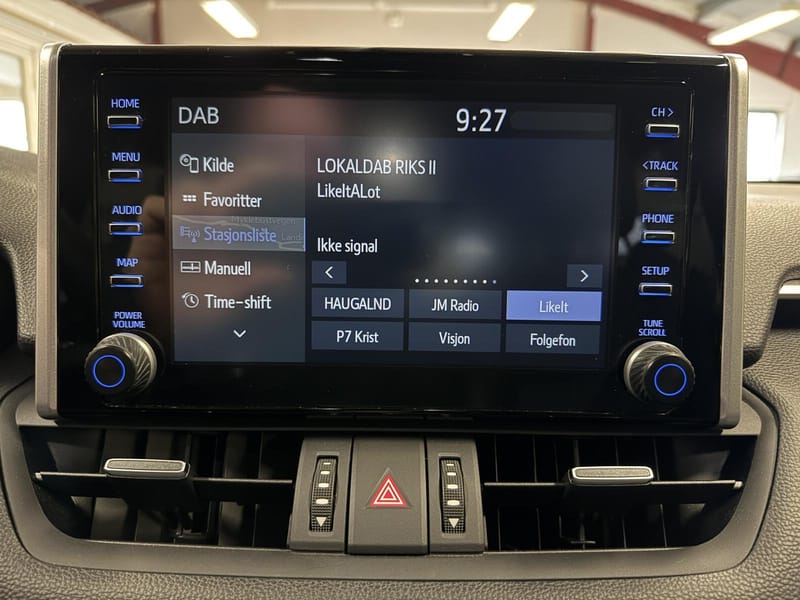 HOME
MENU
AUDIO
MAP
POWER
VOLUME
DAB
9:27
Kilde
Favoritter
Myklebustvegen
Stasjonsliste
Manuell
Time-shift
LOKALDAB RIKS II
LikeItALot
Ikke signal
< >
HAUGALND JM Radio LikeIt
P7 Krist Visjon Folgefon
CH >
< TRACK
PHONE
SETUP
TUNE
SCROLL